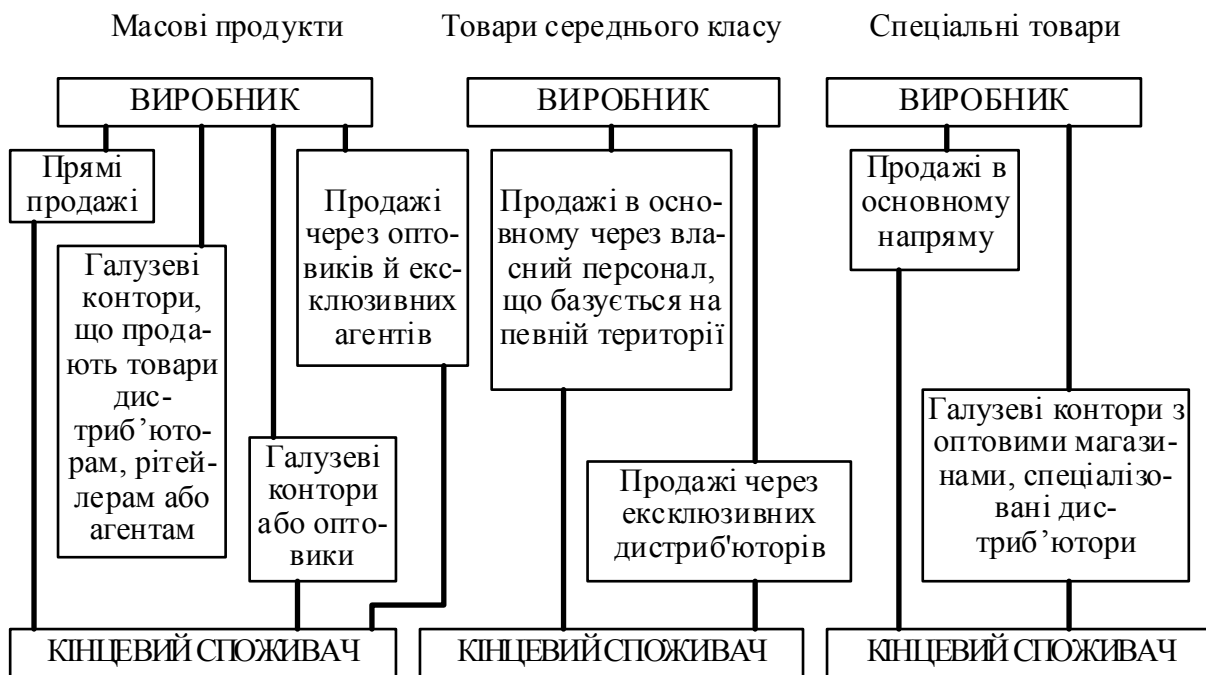 Масові продукти
ВИРОБНИК
Прямі
продажі
Галузеві
контори,
що прода-
ють товари
дис-
триб’юто-
рам, рітей-
лерам або
агентам
Галузеві
контори
або опто-
вики
Продажі
через опто-
виків й екс-
клюзивних
агентів
КІНЦЕВИЙ СПОЖИВАЧ
Товари середнього класу
ВИРОБНИК
Продажі в осно-
вному через вла-
сний персонал,
що базується на
певній території
Продажі через
ексклюзивних
дистриб'юторів
КІНЦЕВИЙ СПОЖИВАЧ
Спеціальні товари
ВИРОБНИК
Продажі в
основному
напряму
Галузеві контори з
оптовими магази-
нами, спеціалізо-
вані дис-
триб’ютори
КІНЦЕВИЙ СПОЖИВАЧ